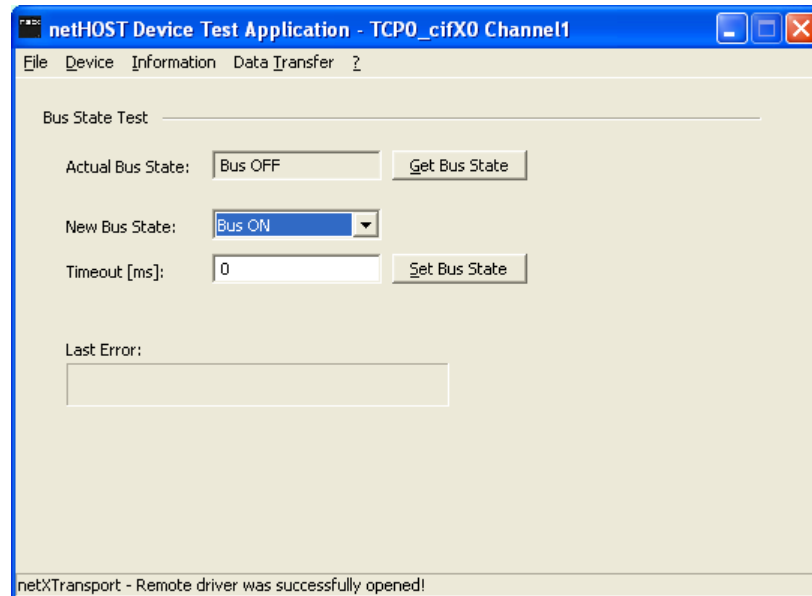 netHOST Device Test Application - TCP0_cifX0 Channel1
File Device Information Data Transfer ?
Bus State Test
Actual Bus State: Bus OFF Get Bus State
New Bus State: Bus ON
Timeout [ms]: 0 Set Bus State
Last Error:
netXTransport - Remote driver was successfully opened!